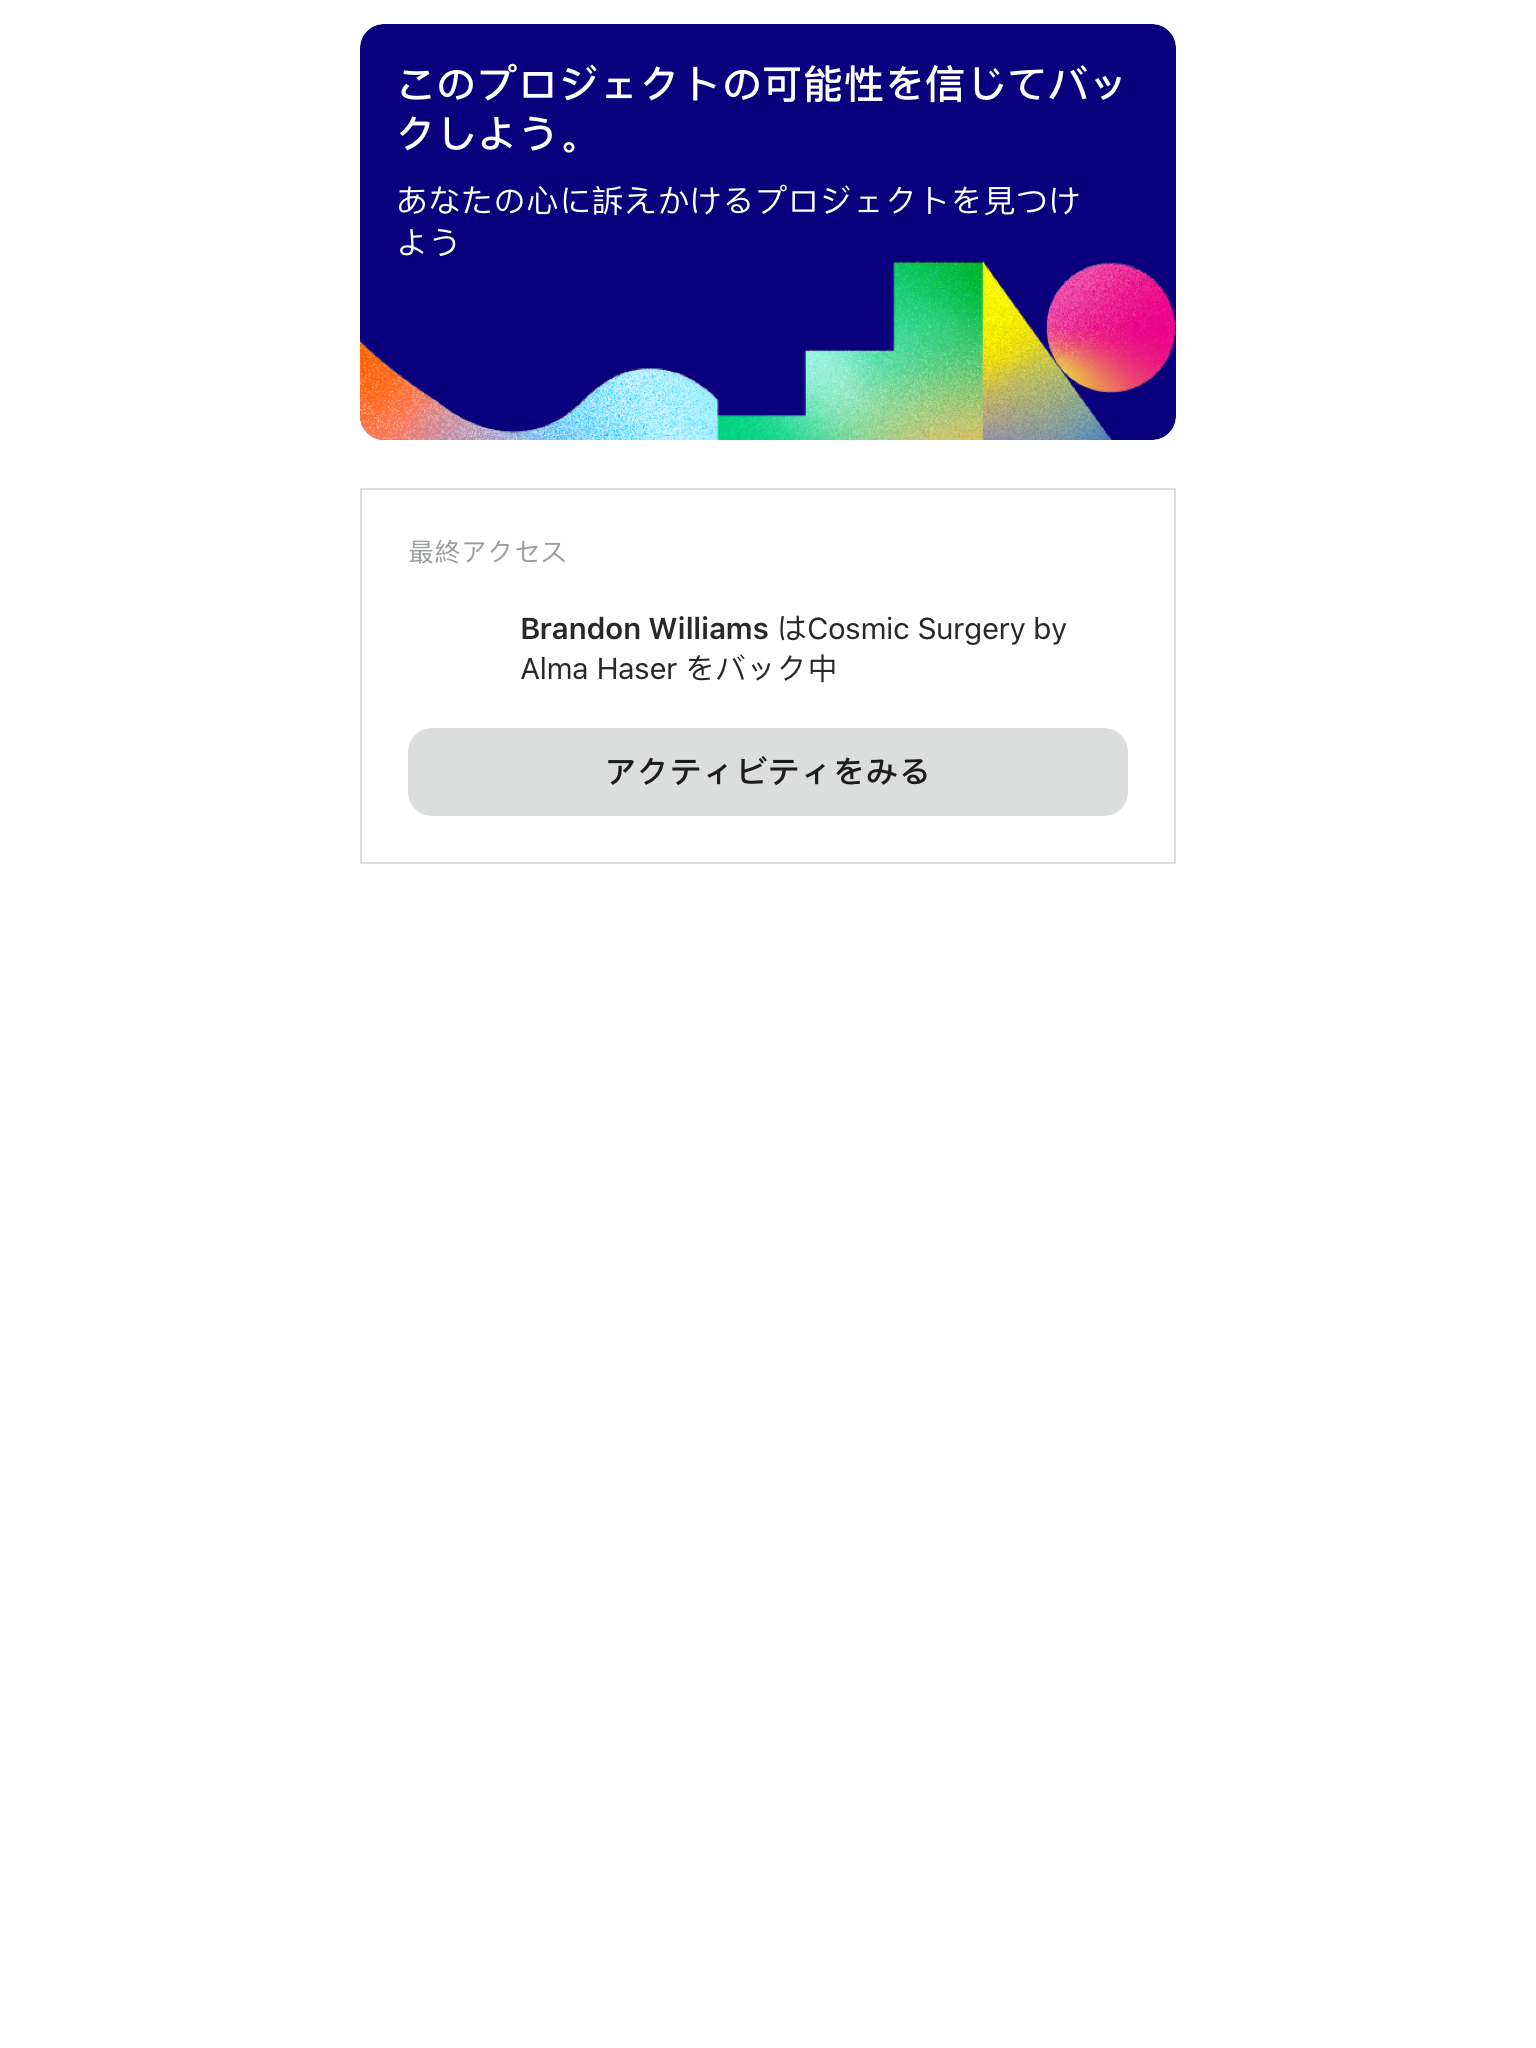 このプロジェクトの可能性を信じてバッ
クしよう。
あなたの心に訴えかけるプロジェクトを見つけ
よう
最終アクセス
Brandon Williams はCosmic Surgery by
Alma Haser をバック中
アクティビティをみる